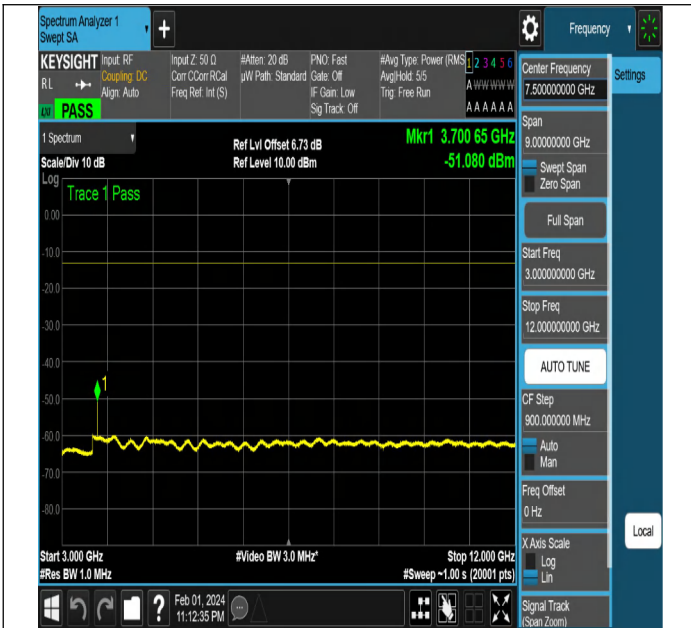 Spectrum Analyzer 1
Swept SA
Frequency
KEYSIGHT
RL
LXI
PASS
Input: RF
Coupling: DC
Align: Auto
Input Z: 50 Ω
Corr CCorr RCal
Freq Ref: Int (S)
#Atten: 20 dB
µW Path: Standard
PNO: Fast
Gate: Off
IF Gain: Low
Sig Track: Off
#Avg Type: Power (RMS
Avg|Hold: 5/5
Trig: Free Run
1 2 3 4 5 6
A W W W W W
A A A A A A
1 Spectrum
Scale/Div 10 dB
Log
Ref Lvl Offset 6.73 dB
Ref Level 10.00 dBm
Mkr1 3.700 65 GHz
-51.080 dBm
Trace 1 Pass
0.00
-10.0
-20.0
-30.0
-40.0
-50.0
-60.0
-70.0
-80.0
1
Start 3.000 GHz
#Res BW 1.0 MHz
#Video BW 3.0 MHz*
Stop 12.000 GHz
#Sweep ~1.00 s (20001 pts)
?
Feb 01, 2024
11:12:35 PM
Center Frequency
7.500000000 GHz
Settings
Span
9.00000000 GHz
Swept Span
Zero Span
Full Span
Start Freq
3.000000000 GHz
Stop Freq
12.000000000 GHz
AUTO TUNE
CF Step
900.000000 MHz
Auto
Man
Freq Offset
0 Hz
X Axis Scale
Log
Lin
Local
Signal Track
(Span Zoom)